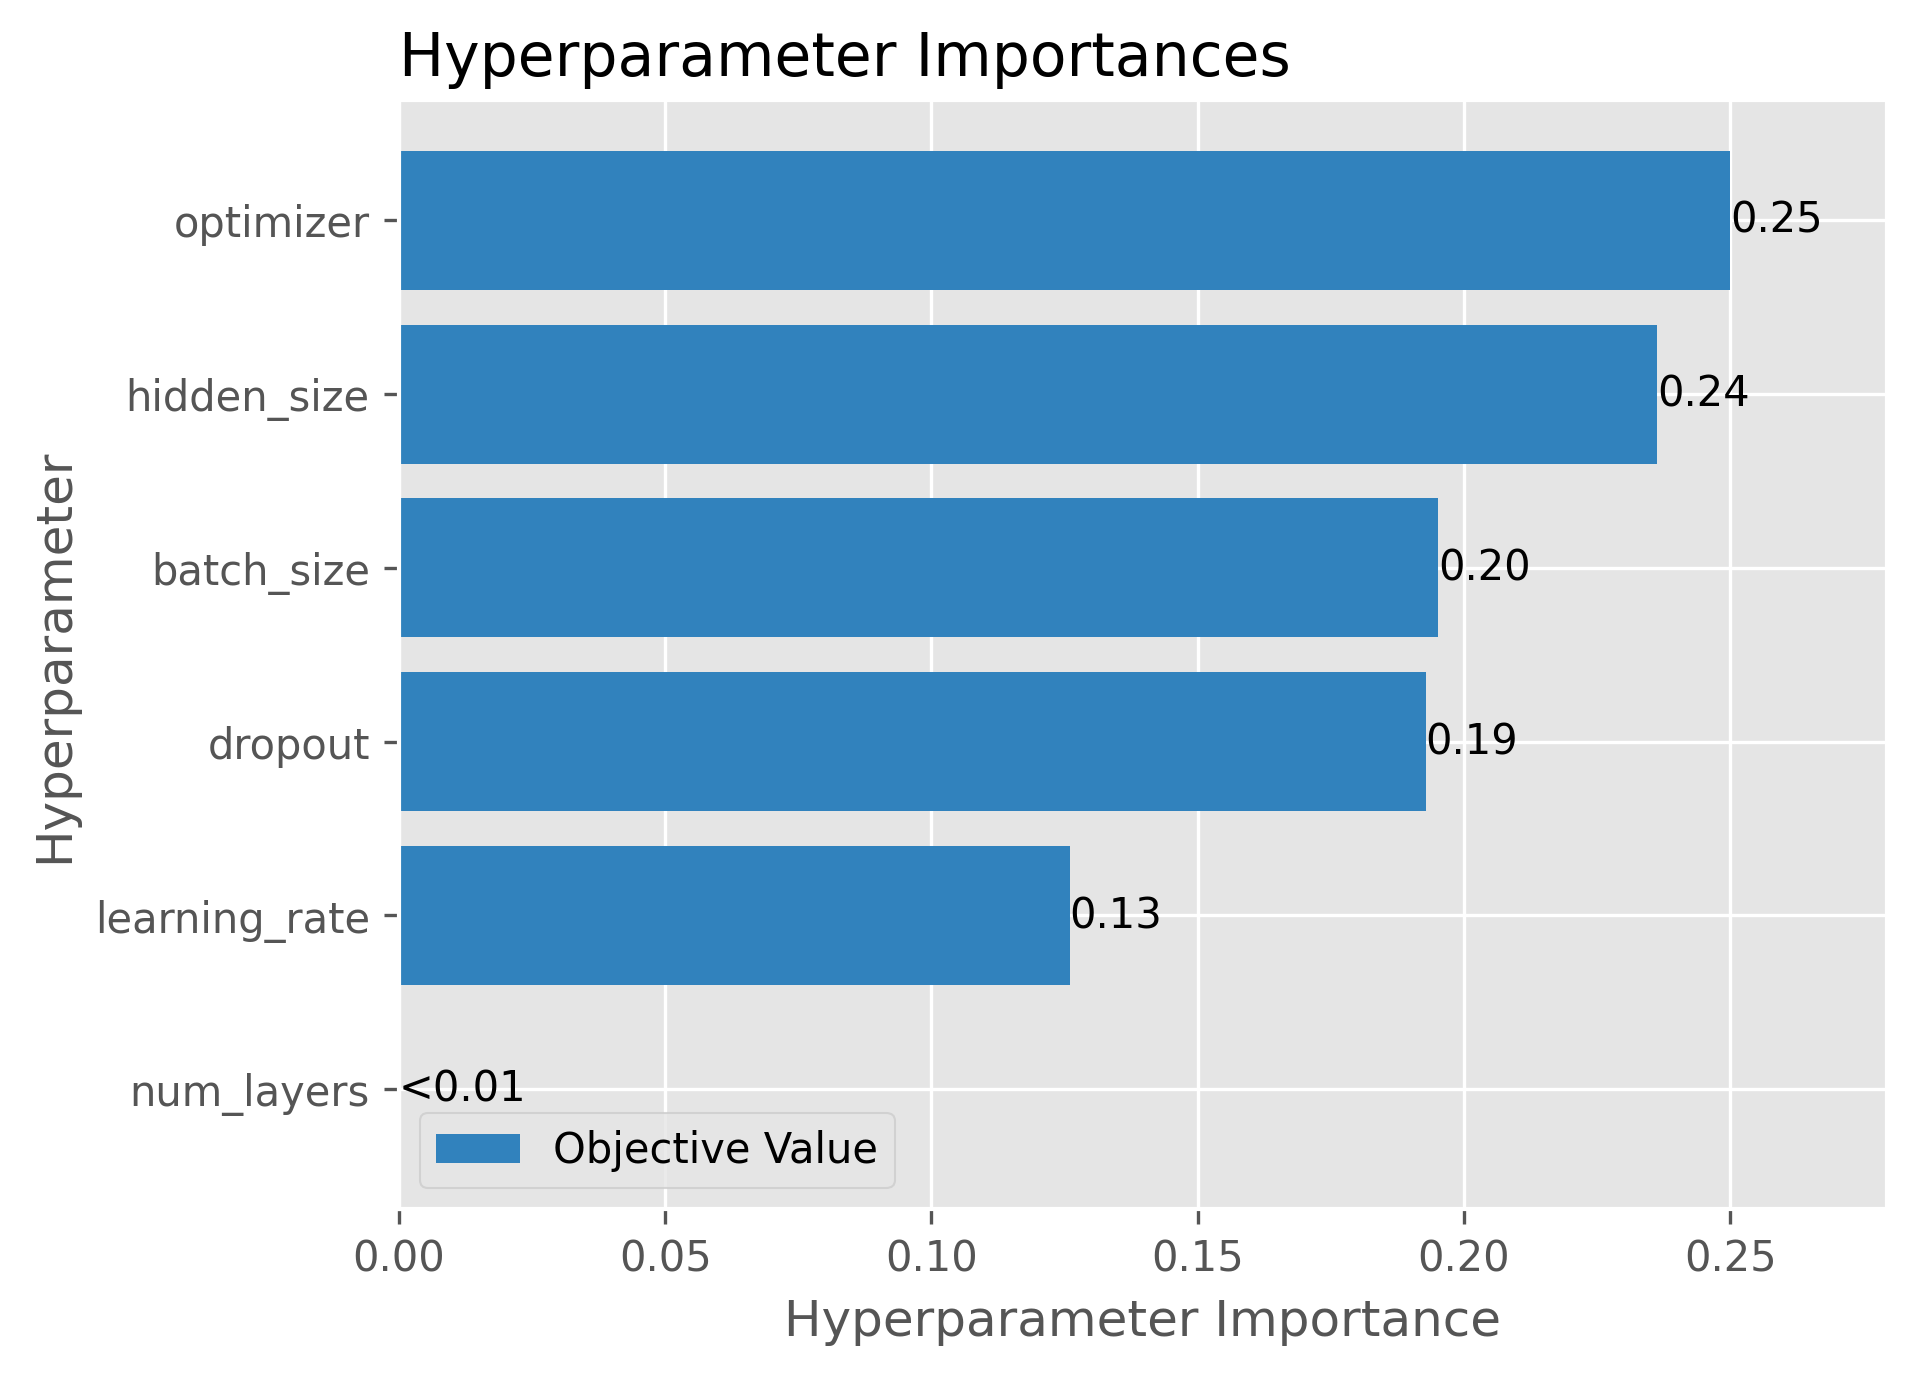 Hyperparameter Importances
Hyperparameter
optimizer
0.25
hidden_size
0.24
batch_size
0.20
dropout
0.19
learning_rate
0.13
num_layers
<0.01
Objective Value
0.00 0.05 0.10 0.15 0.20 0.25
Hyperparameter Importance